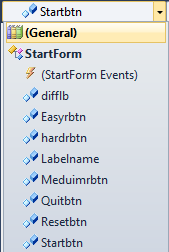 Startbtn
(General)
StartForm
(StartForm Events)
difflb
Easyrbtn
hardrbtn
Labelname
Meduimrbtn
Quitbtn
Resetbtn
Startbtn